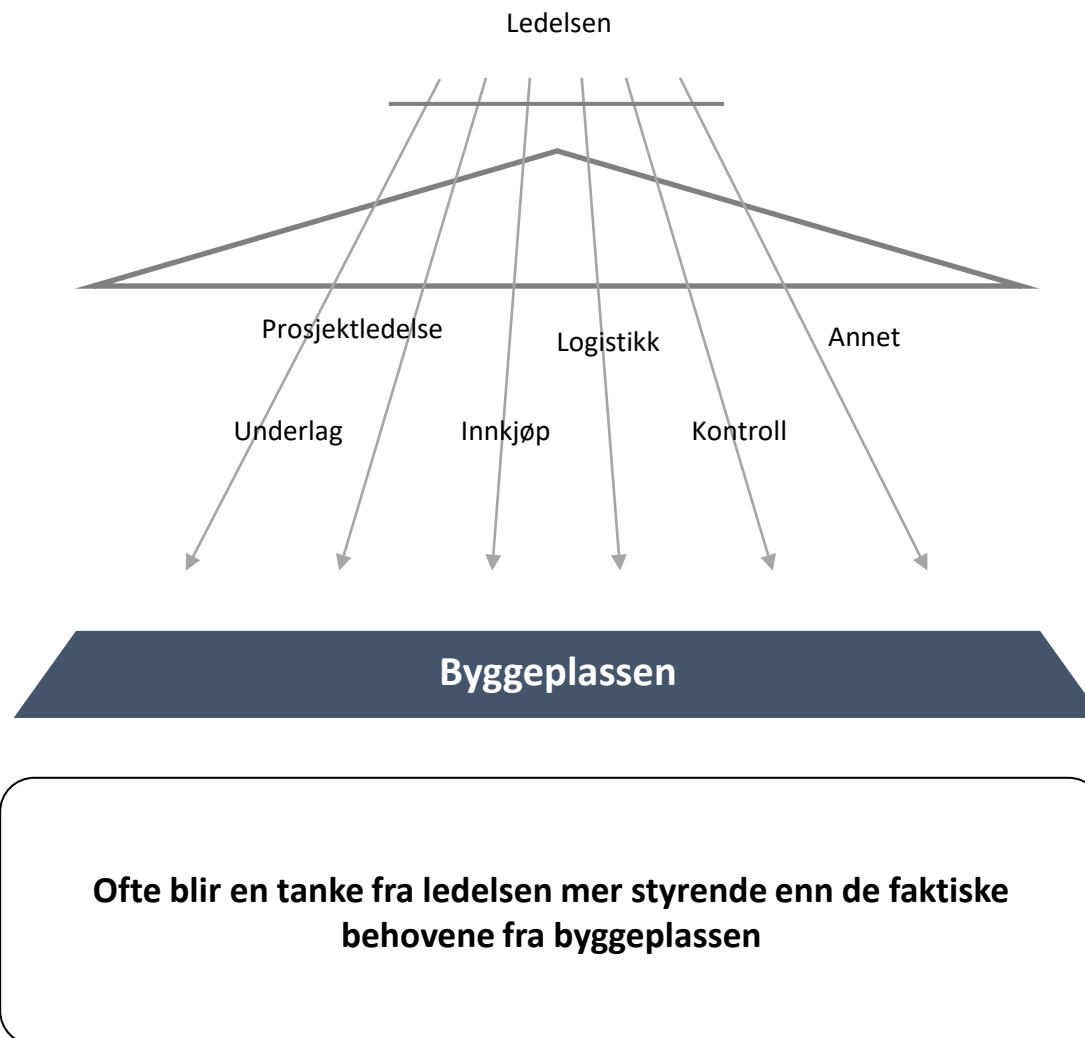 Ledelsen
Prosjektledelse
Logistikk
Annet
Underlag
Innkjøp
Kontroll
Byggeplassen
Ofte blir en tanke fra ledelsen mer styrende enn de faktiske
behovene fra byggeplassen